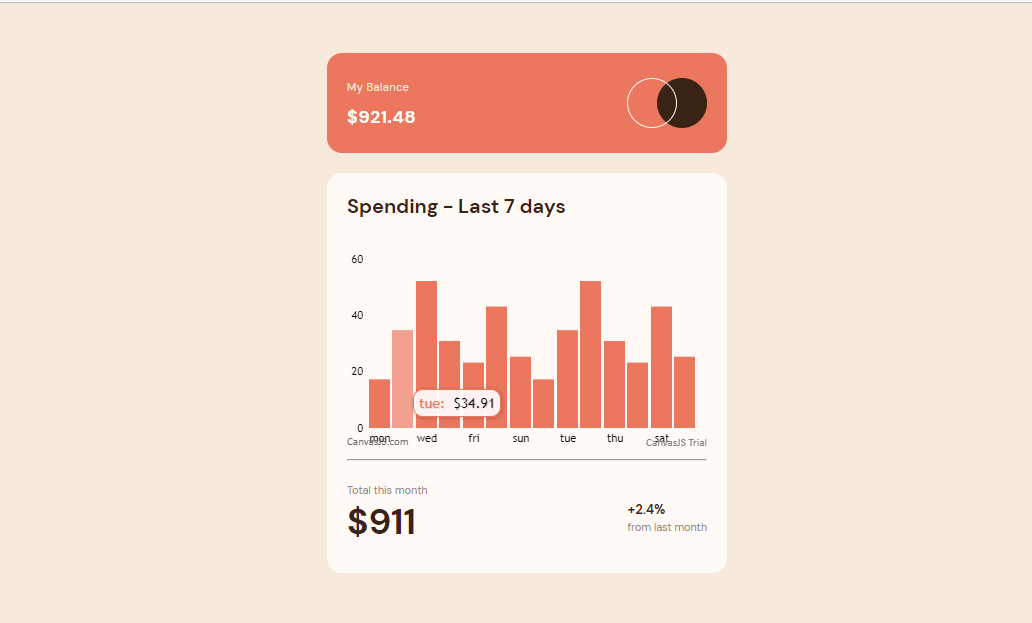 My Balance
$921.48
Spending – Last 7 days
60
40
20
0
tue: $34.91
mon wed fri sun tue thu sat
CanvasJS.com CanvasJS Trial
Total this month
$911
+2.4%
from last month